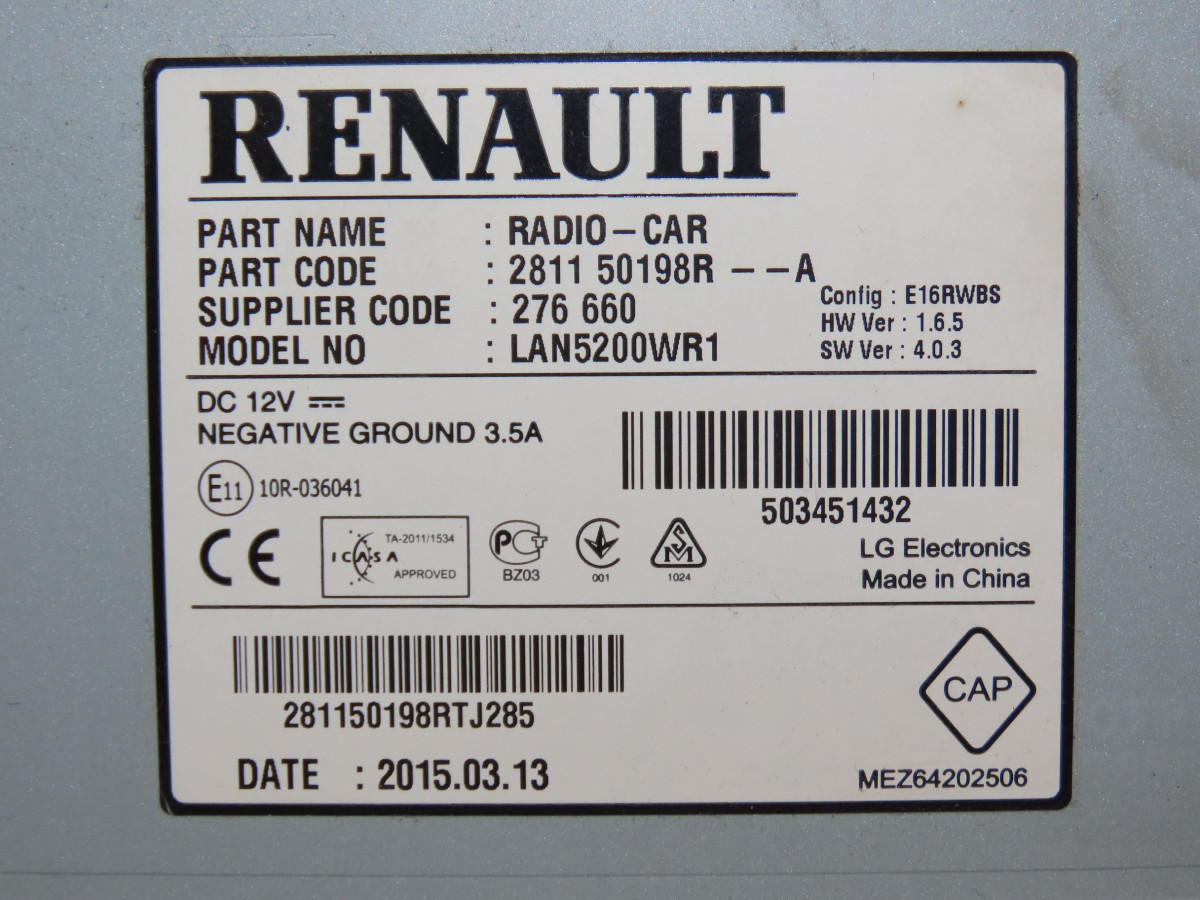 RENAULT
PART NAME : RADIO-CAR
PART CODE : 2811 50198R --A
SUPPLIER CODE : 276 660
MODEL NO : LAN5200WR1
Config : E16RWBS
HW Ver : 1.6.5
SW Ver : 4.0.3
DC 12V
NEGATIVE GROUND 3.5A
E11 10R-036041
503451432
CE
TA-2011/1534
ICASA
APPROVED
PCT
BZ03
001
SM
1024
LG Electronics
Made in China
281150198RTJ285
DATE : 2015.03.13
CAP
MEZ64202506